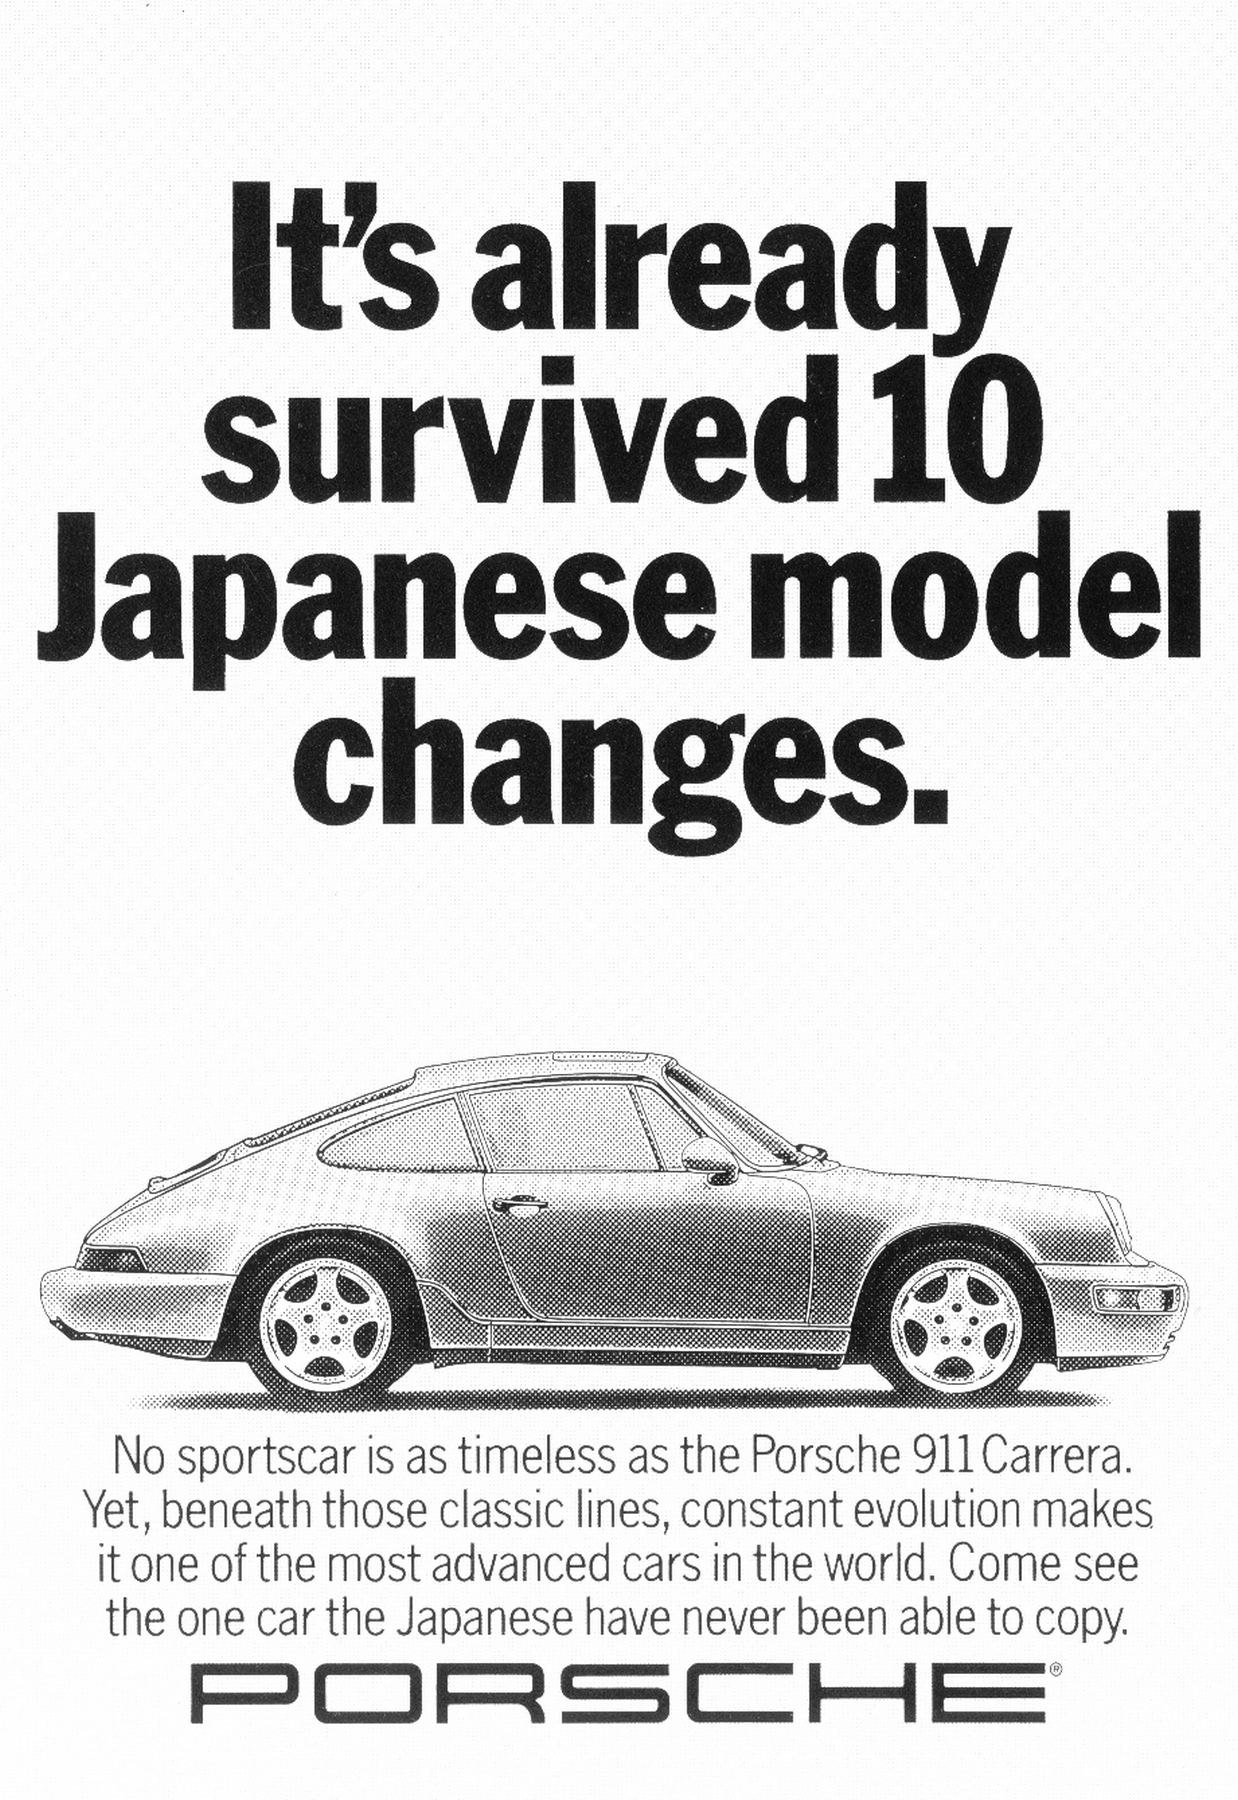 It's already
survived 10
Japanese model
changes.
No sportscar is as timeless as the Porsche 911 Carrera.
Yet, beneath those classic lines, constant evolution makes
it one of the most advanced cars in the world. Come see
the one car the Japanese have never been able to copy.
PORSCHE®